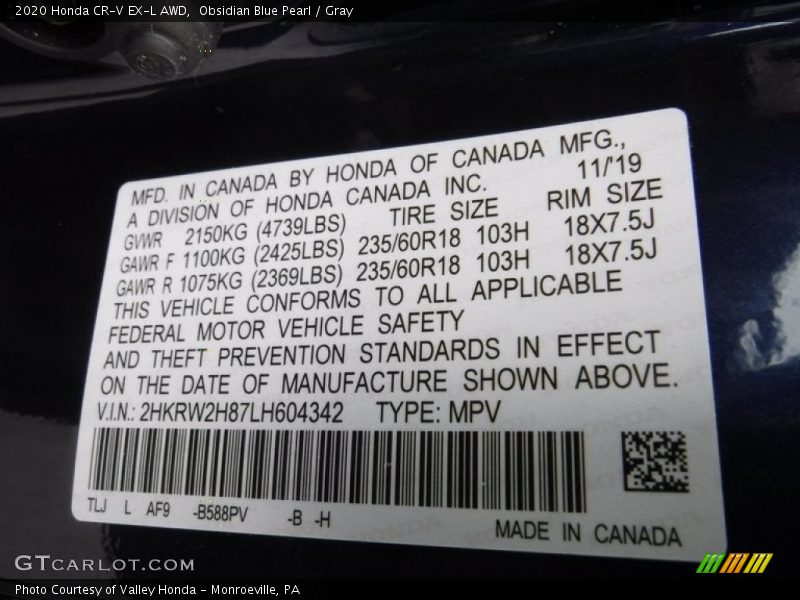 2020 Honda CR-V EX-L AWD, Obsidian Blue Pearl / Gray
MFD. IN CANADA BY HONDA OF CANADA MFG.,
A DIVISION OF HONDA CANADA INC. 11/'19
GVWR 2150KG (4739LBS) TIRE SIZE RIM SIZE
GAWR F 1100KG (2425LBS) 235/60R18 103H 18X7.5J
GAWR R 1075KG (2369LBS) 235/60R18 103H 18X7.5J
THIS VEHICLE CONFORMS TO ALL APPLICABLE
FEDERAL MOTOR VEHICLE SAFETY
AND THEFT PREVENTION STANDARDS IN EFFECT
ON THE DATE OF MANUFACTURE SHOWN ABOVE.
V.I.N.: 2HKRW2H87LH604342 TYPE: MPV
TLJ L AF9 -B588PV -B -H
MADE IN CANADA
GTCARLOT.COM
Photo Courtesy of Valley Honda - Monroeville, PA